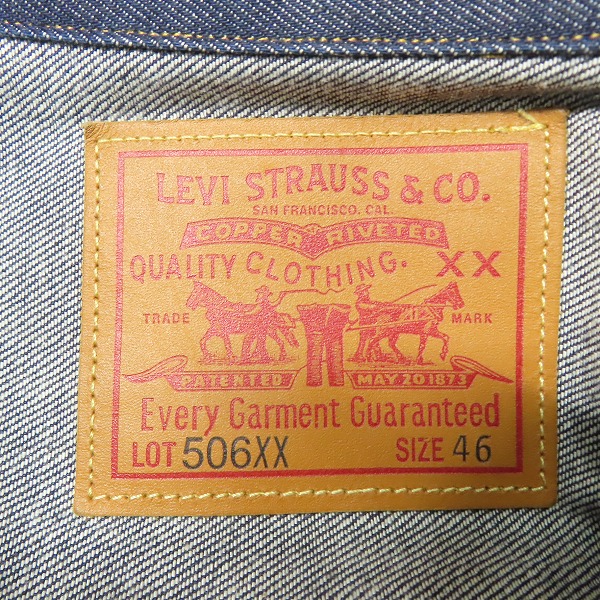 LEVI STRAUSS & CO.
SAN FRANCISCO. CAL.
COPPER RIVETED
QUALITY CLOTHING. XX
TRADE MARK
PATENTED MAY 20 1873
Every Garment Guaranteed
LOT 506XX SIZE 46